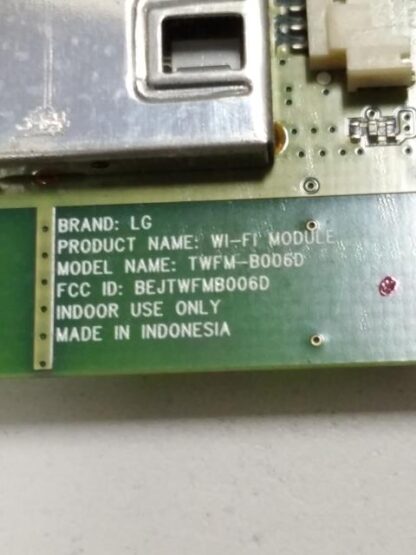 BRAND: LG
PRODUCT NAME: WI-FI MODULE
MODEL NAME: TWFM-B006D
FCC ID: BEJTWFMB006D
INDOOR USE ONLY
MADE IN INDONESIA